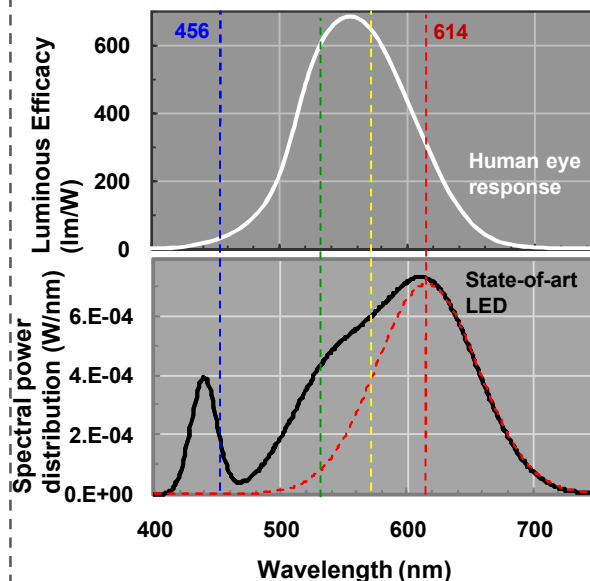 Luminous Efficacy
(lm/W)
600
400
200
0
456
614
Human eye
response
Spectral power
distribution (W/nm)
6.E-04
4.E-04
2.E-04
0.E+00
State-of-art
LED
400
500
600
700
Wavelength (nm)